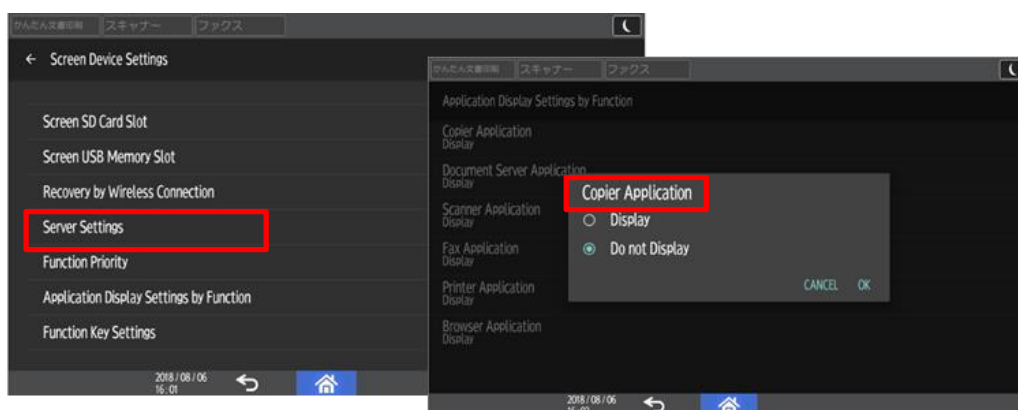 かんたん文書印刷 スキャナー ファックス
← Screen Device Settings
Screen SD Card Slot
Screen USB Memory Slot
Recovery by Wireless Connection
Server Settings
Function Priority
Application Display Settings by Function
Function Key Settings
2018/08/06
16:01
かんたん文書印刷 スキャナー ファックス
Application Display Settings by Function
Copier Application
Display
Document Server Application
Display
Scanner Application
Display
Fax Application
Display
Printer Application
Display
Browser Application
Display
Copier Application
Display
Do not Display
CANCEL OK
2018/08/06